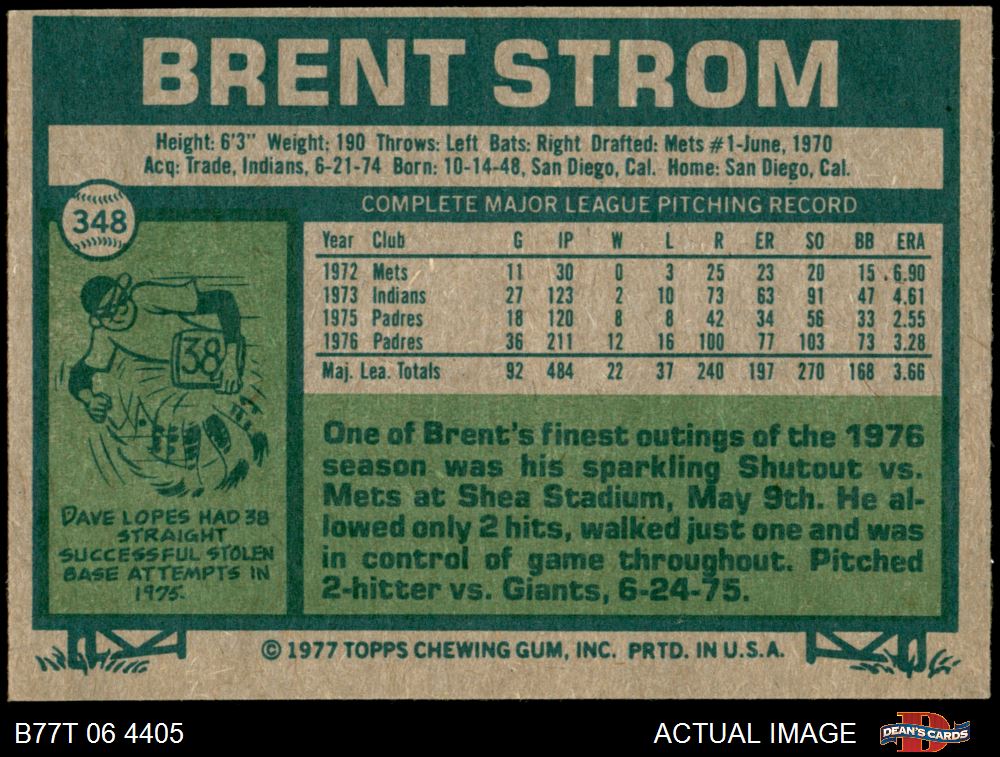 BRENT STROM
Height: 6'3" Weight: 190 Throws: Left Bats: Right Drafted: Mets #1-June, 1970
Acq: Trade, Indians, 6-21-74 Born: 10-14-48, San Diego, Cal. Home: San Diego, Cal.
348
COMPLETE MAJOR LEAGUE PITCHING RECORD
Year Club G IP W L R ER SO BB ERA
1972 Mets 11 30 0 3 25 23 20 15 6.90
1973 Indians 27 123 2 10 73 63 91 47 4.61
1975 Padres 18 120 8 8 42 34 56 33 2.55
1976 Padres 36 211 12 16 100 77 103 73 3.28
Maj. Lea. Totals 92 484 22 37 240 197 270 168 3.66
38
DAVE LOPES HAD 38
STRAIGHT
SUCCESSFUL STOLEN
BASE ATTEMPTS IN
1975.
One of Brent's finest outings of the 1976
season was his sparkling Shutout vs.
Mets at Shea Stadium, May 9th. He al-
lowed only 2 hits, walked just one and was
in control of game throughout. Pitched
2-hitter vs. Giants, 6-24-75.
© 1977 TOPPS CHEWING GUM, INC. PRTD. IN U.S.A.
B77T 06 4405
ACTUAL IMAGE
D
DEAN'S CARDS